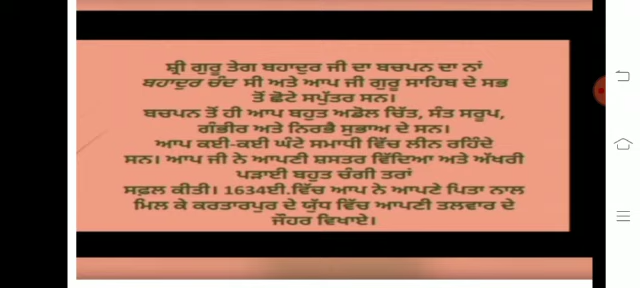 ਸ਼੍ਰੀ ਗੁਰੂ ਤੇਗ ਬਹਾਦੁਰ ਜੀ ਦਾ ਬਚਪਨ ਦਾ ਨਾਂ
ਬਹਾਦੁਰ ਚੰਦ ਸੀ ਅਤੇ ਆਪ ਜੀ ਗੁਰੂ ਸਾਹਿਬ ਦੇ ਸਭ
ਤੋਂ ਛੋਟੇ ਸਪੁੱਤਰ ਸਨ।
ਬਚਪਨ ਤੋਂ ਹੀ ਆਪ ਬਹੁਤ ਅਡੋਲ ਚਿੱਤ, ਸੰਤ ਸਰੂਪ,
ਗੰਭੀਰ ਅਤੇ ਨਿਰਭੈ ਸੁਭਾਅ ਦੇ ਸਨ।
ਆਪ ਕਈ-ਕਈ ਘੰਟੇ ਸਮਾਧੀ ਵਿੱਚ ਲੀਨ ਰਹਿੰਦੇ
ਸਨ। ਆਪ ਜੀ ਨੇ ਆਪਣੀ ਸ਼ਸਤਰ ਵਿੱਦਿਆ ਅਤੇ ਅੱਖਰੀ
ਪੜਾਈ ਬਹੁਤ ਚੰਗੀ ਤਰਾਂ
ਸਫ਼ਲ ਕੀਤੀ। 1634ਈ.ਵਿੱਚ ਆਪ ਨੇ ਆਪਣੇ ਪਿਤਾ ਨਾਲ
ਮਿਲ ਕੇ ਕਰਤਾਰਪੁਰ ਦੇ ਯੁੱਧ ਵਿੱਚ ਆਪਣੀ ਤਲਵਾਰ ਦੇ
ਜੌਹਰ ਵਿਖਾਏ।